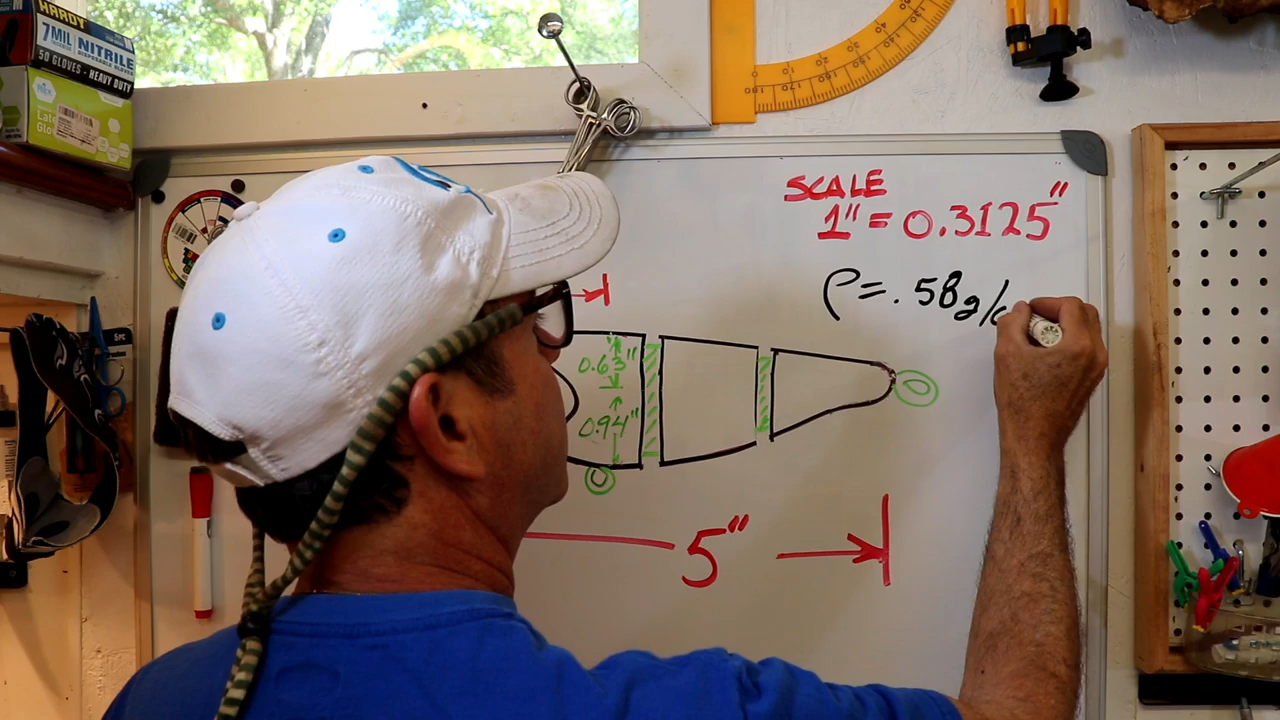 HARDY
7MIL NITRILE
50 GLOVES - HEAVY DUTY
SCALE
1" = 0.3125"
ρ = .58g/c
0.63"
0.94"
5"